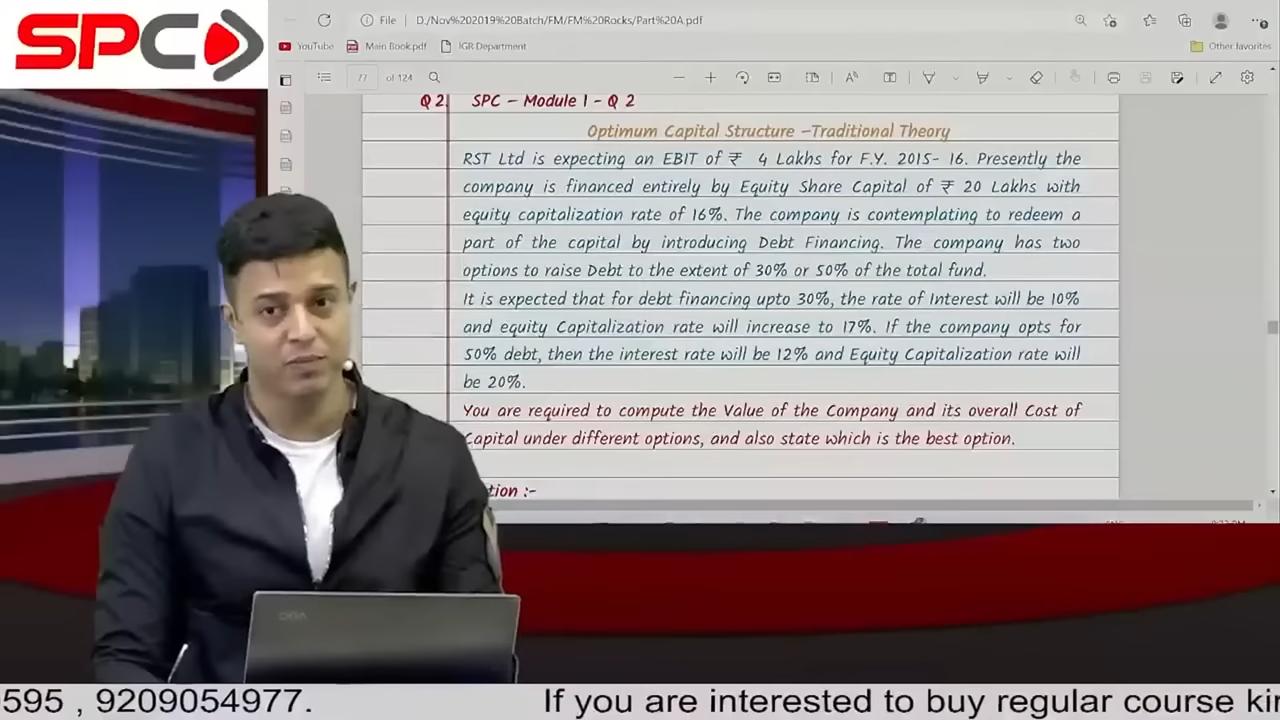 SPC
File D:/Nov%202019%20Batch/FM/FM%20Rocks/Part%20A.pdf
YouTube Main Book.pdf IGR Department Other favorites
77 of 124
Q 2. SPC – Module 1 - Q 2
Optimum Capital Structure –Traditional Theory
RST Ltd is expecting an EBIT of ₹ 4 Lakhs for F.Y. 2015- 16. Presently the
company is financed entirely by Equity Share Capital of ₹ 20 Lakhs with
equity capitalization rate of 16%. The company is contemplating to redeem a
part of the capital by introducing Debt Financing. The company has two
options to raise Debt to the extent of 30% or 50% of the total fund.
It is expected that for debt financing upto 30%, the rate of Interest will be 10%
and equity Capitalization rate will increase to 17%. If the company opts for
50% debt, then the interest rate will be 12% and Equity Capitalization rate will
be 20%.
You are required to compute the Value of the Company and its overall Cost of
Capital under different options, and also state which is the best option.
tion :-
595 , 9209054977. If you are interested to buy regular course kin